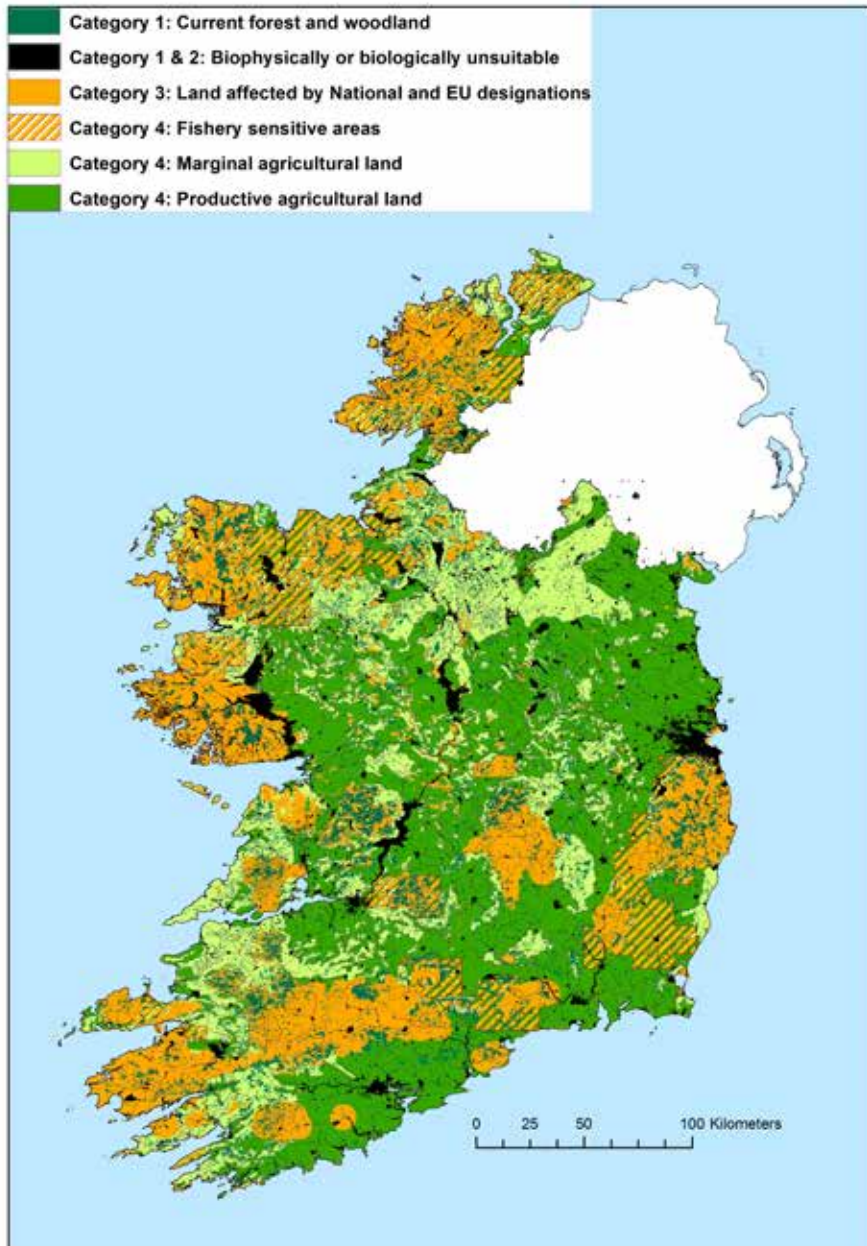 Category 1: Current forest and woodland
Category 1 & 2: Biophysically or biologically unsuitable
Category 3: Land affected by National and EU designations
Category 4: Fishery sensitive areas
Category 4: Marginal agricultural land
Category 4: Productive agricultural land
0 25 50 100 Kilometers